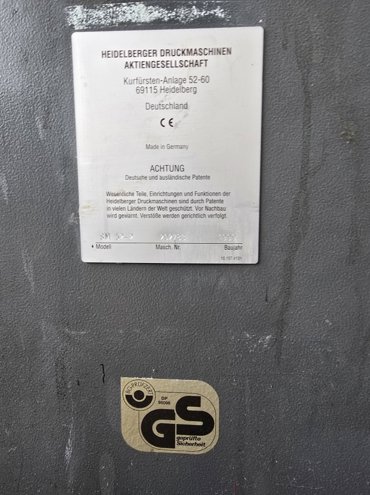 HEIDELBERGER DRUCKMASCHINEN
AKTIENGESELLSCHAFT
Kurfürsten-Anlage 52-60
69115 Heidelberg
Deutschland
CE
Made in Germany
ACHTUNG
Deutsche und ausländische Patente
Wesentliche Teile, Einrichtungen und Funktionen der
Heidelberger Druckmaschinen sind durch Patente
in vielen Ländern der Welt geschützt. Vor Nachbau
wird gewarnt. Verstöße werden gerichtlich verfolgt.
Modell Masch. Nr. Baujahr
GS
geprüfte
Sicherheit